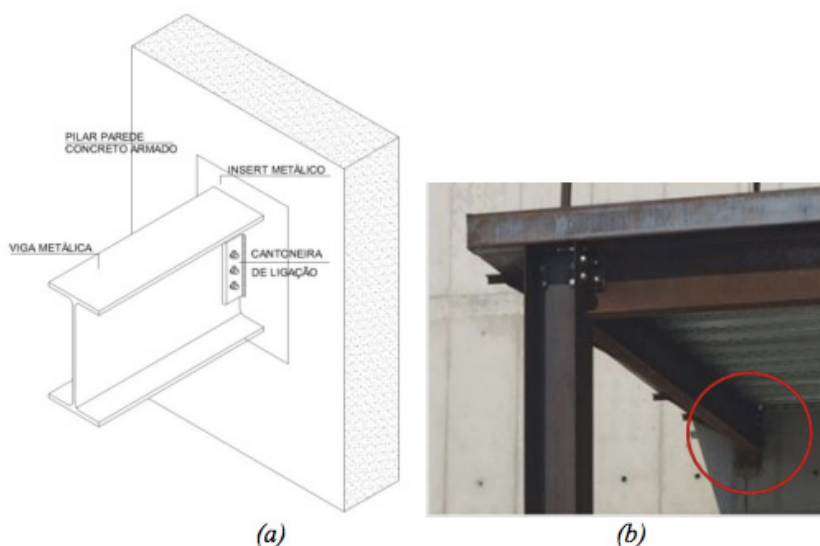 PILAR PAREDE
CONCRETO ARMADO
INSERT METÁLICO
VIGA METÁLICA
CANTONEIRA
DE LIGAÇÃO
(a)
(b)